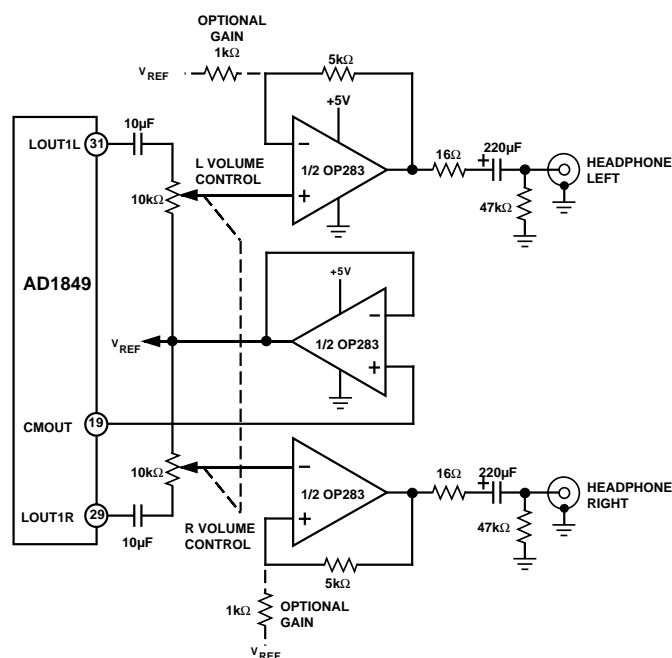 OPTIONAL
GAIN
1kΩ
VREF
5kΩ
+5V
10µF
31
LOUT1L
L VOLUME
CONTROL
10kΩ
−
1/2 OP283
+
16Ω
+
220µF
HEADPHONE
LEFT
47kΩ
AD1849
+5V
−
VREF
1/2 OP283
+
CMOUT
19
10kΩ
−
1/2 OP283
+
16Ω
+
220µF
HEADPHONE
RIGHT
47kΩ
LOUT1R
29
10µF
R VOLUME
CONTROL
5kΩ
1kΩ
OPTIONAL
GAIN
VREF